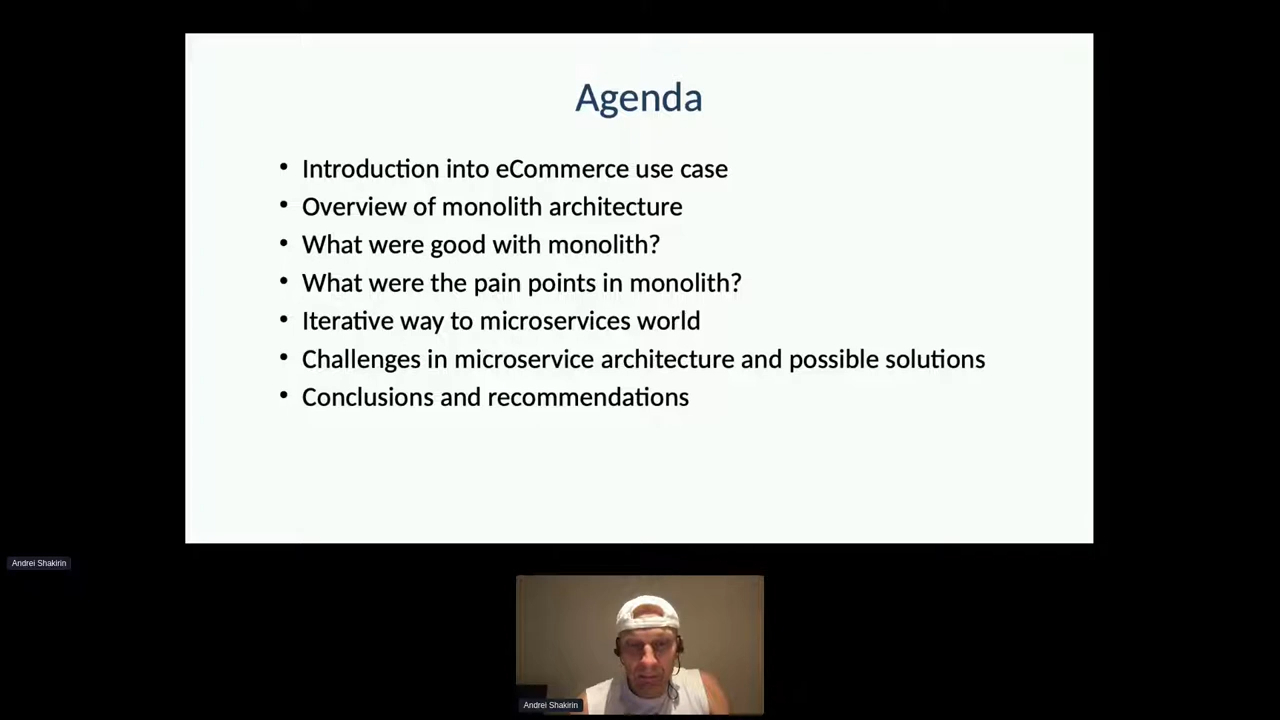 Agenda
• Introduction into eCommerce use case
• Overview of monolith architecture
• What were good with monolith?
• What were the pain points in monolith?
• Iterative way to microservices world
• Challenges in microservice architecture and possible solutions
• Conclusions and recommendations
Andrei Shakirin
Andrei Shakirin